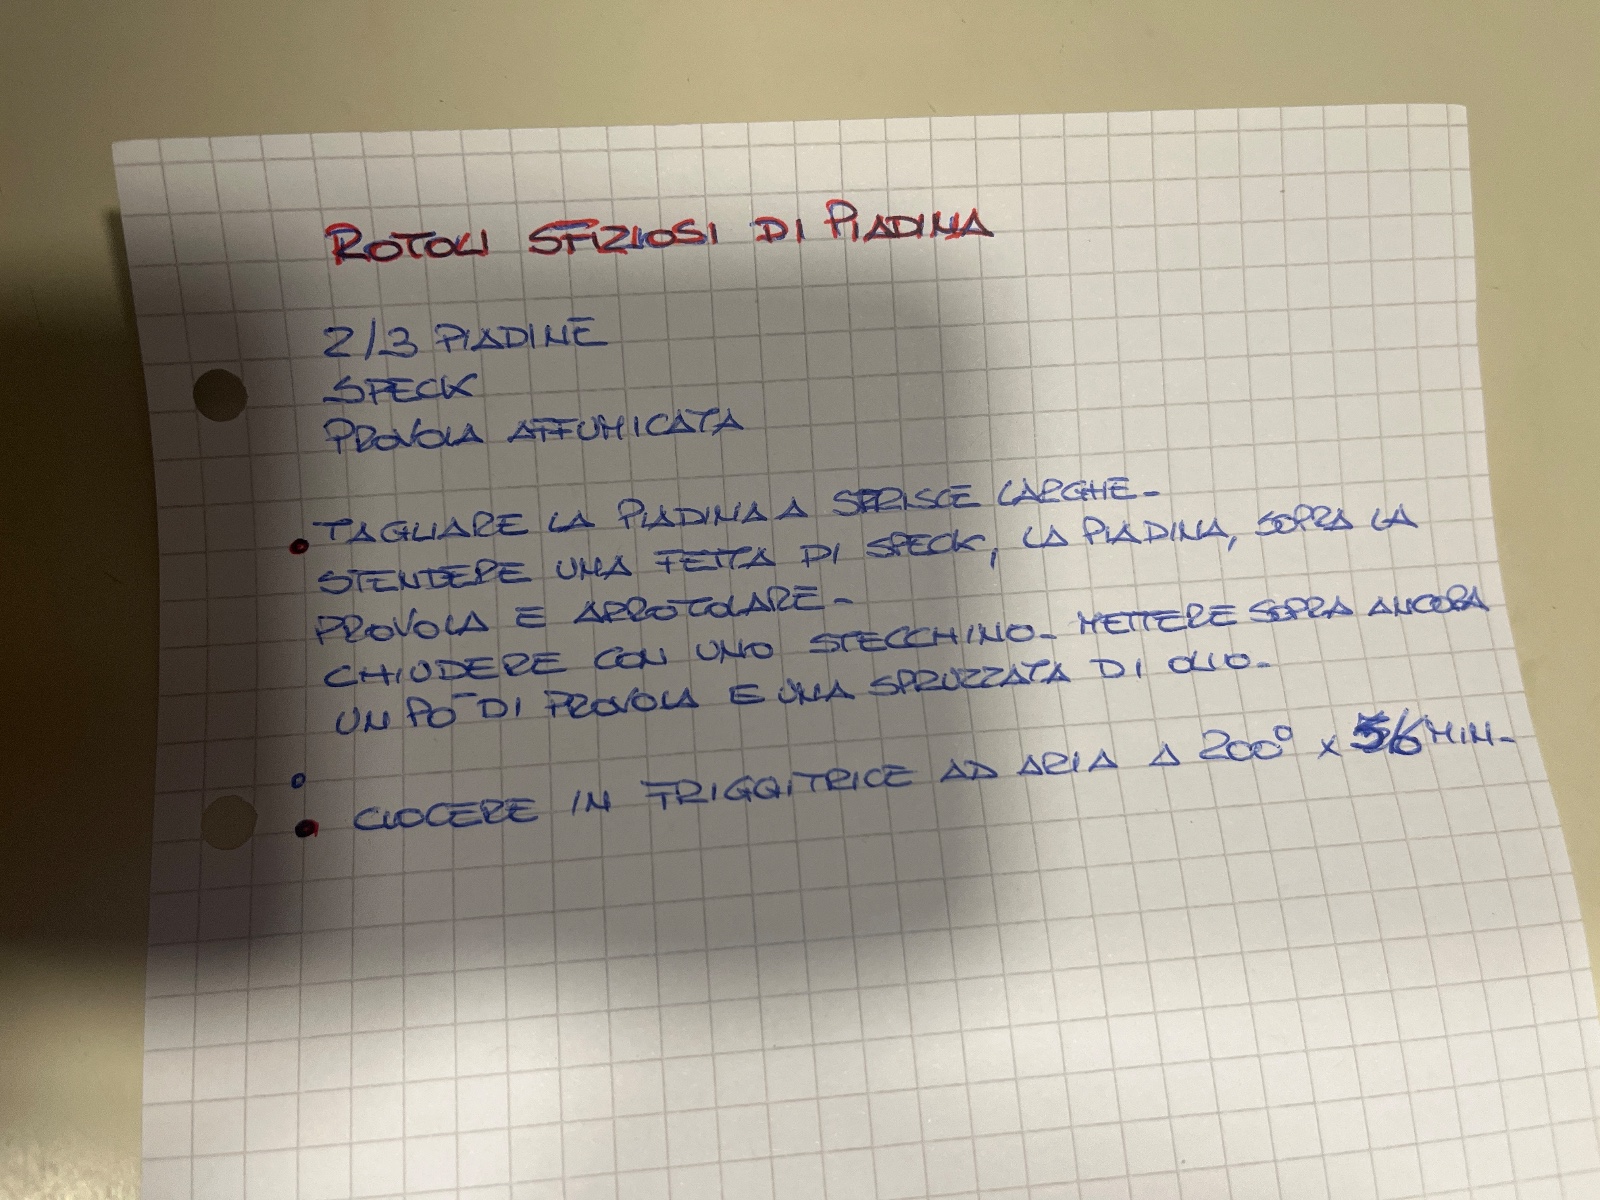 ROTOLI SFIZIOSI DI PIADINA
2/3 PIADINE
SPECK
PROVOLA AFFUMICATA
• TAGLIARE LA PIADINA A STRISCE LARGHE-
STENDERE UNA FETTA DI SPECK, LA PIADINA, SOPRA LA
PROVOLA E ARROTOLARE-
CHIUDERE CON UNO STECCHINO- METTERE SOPRA ANCORA
UN PO' DI PROVOLA E UNA SPRUZZATA DI OLIO-
• CUOCERE IN FRIGGITRICE AD ARIA A 200° x 5/6 MIN-